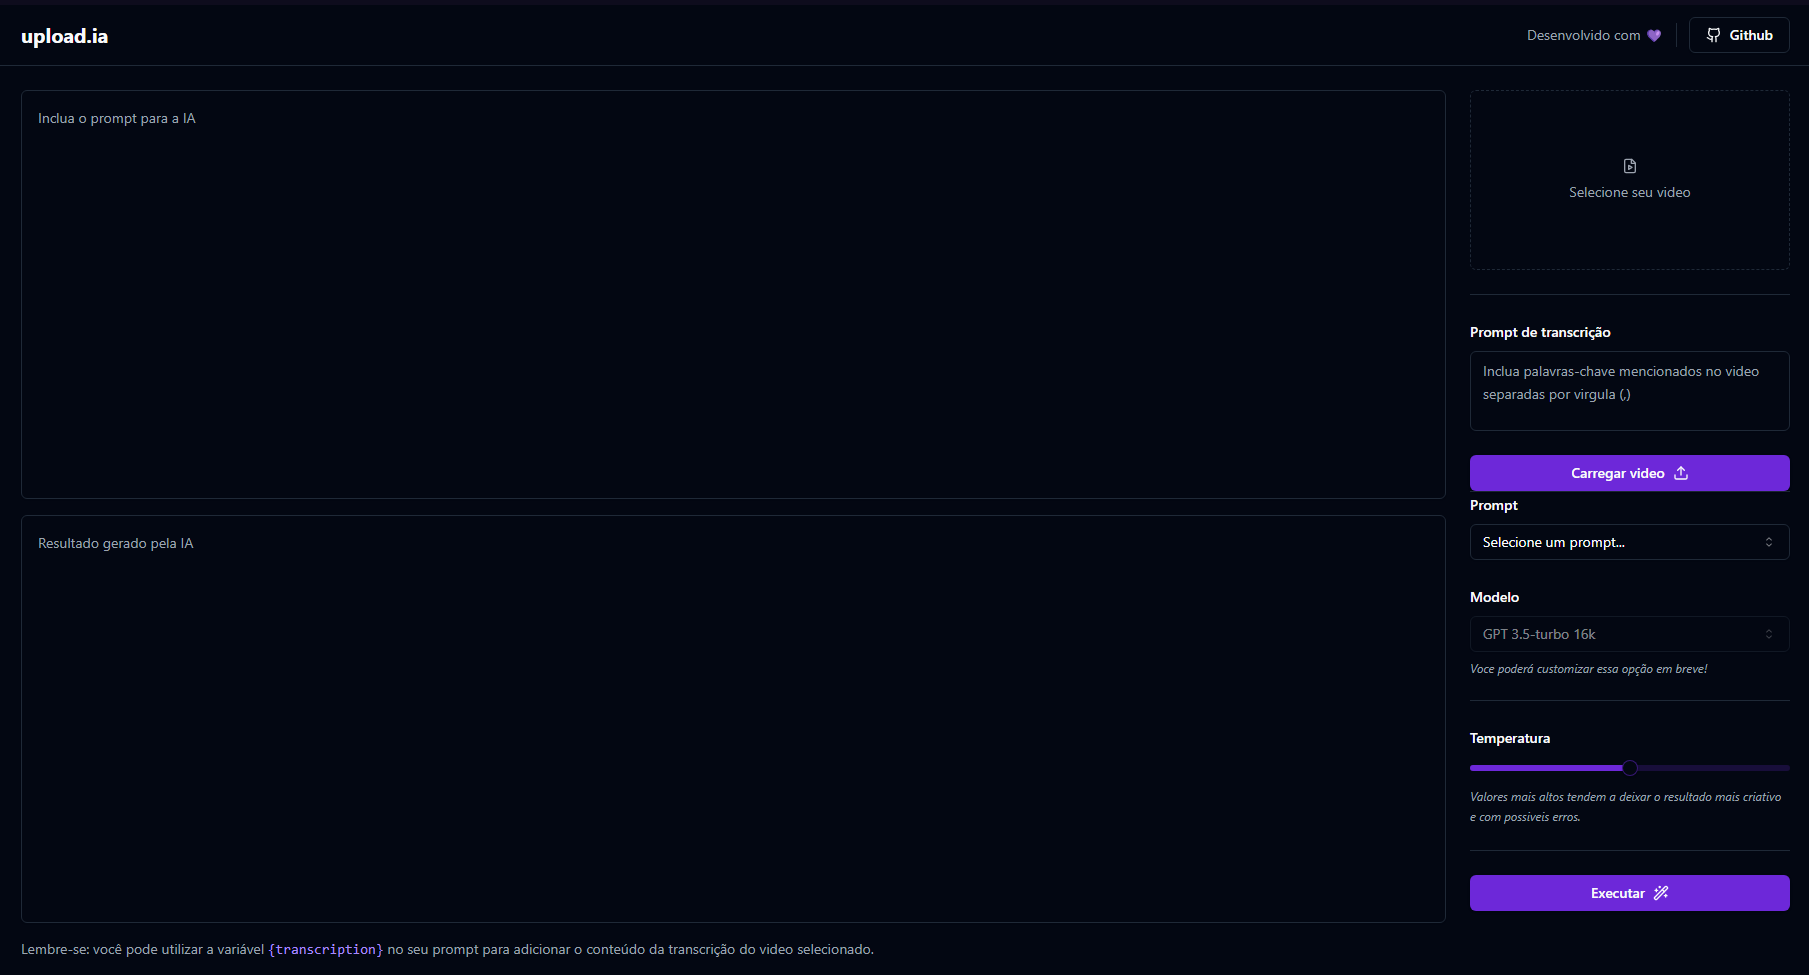 upload.ia
Desenvolvido com 💜
Github
Inclua o prompt para a IA
Resultado gerado pela IA
Lembre-se: você pode utilizar a variável {transcription} no seu prompt para adicionar o conteúdo da transcrição do video selecionado.
Selecione seu video
Prompt de transcrição
Inclua palavras-chave mencionados no video
separadas por virgula (,)
Carregar video
Prompt
Selecione um prompt...
Modelo
GPT 3.5-turbo 16k
Voce poderá customizar essa opção em breve!
Temperatura
Valores mais altos tendem a deixar o resultado mais criativo
e com possiveis erros.
Executar